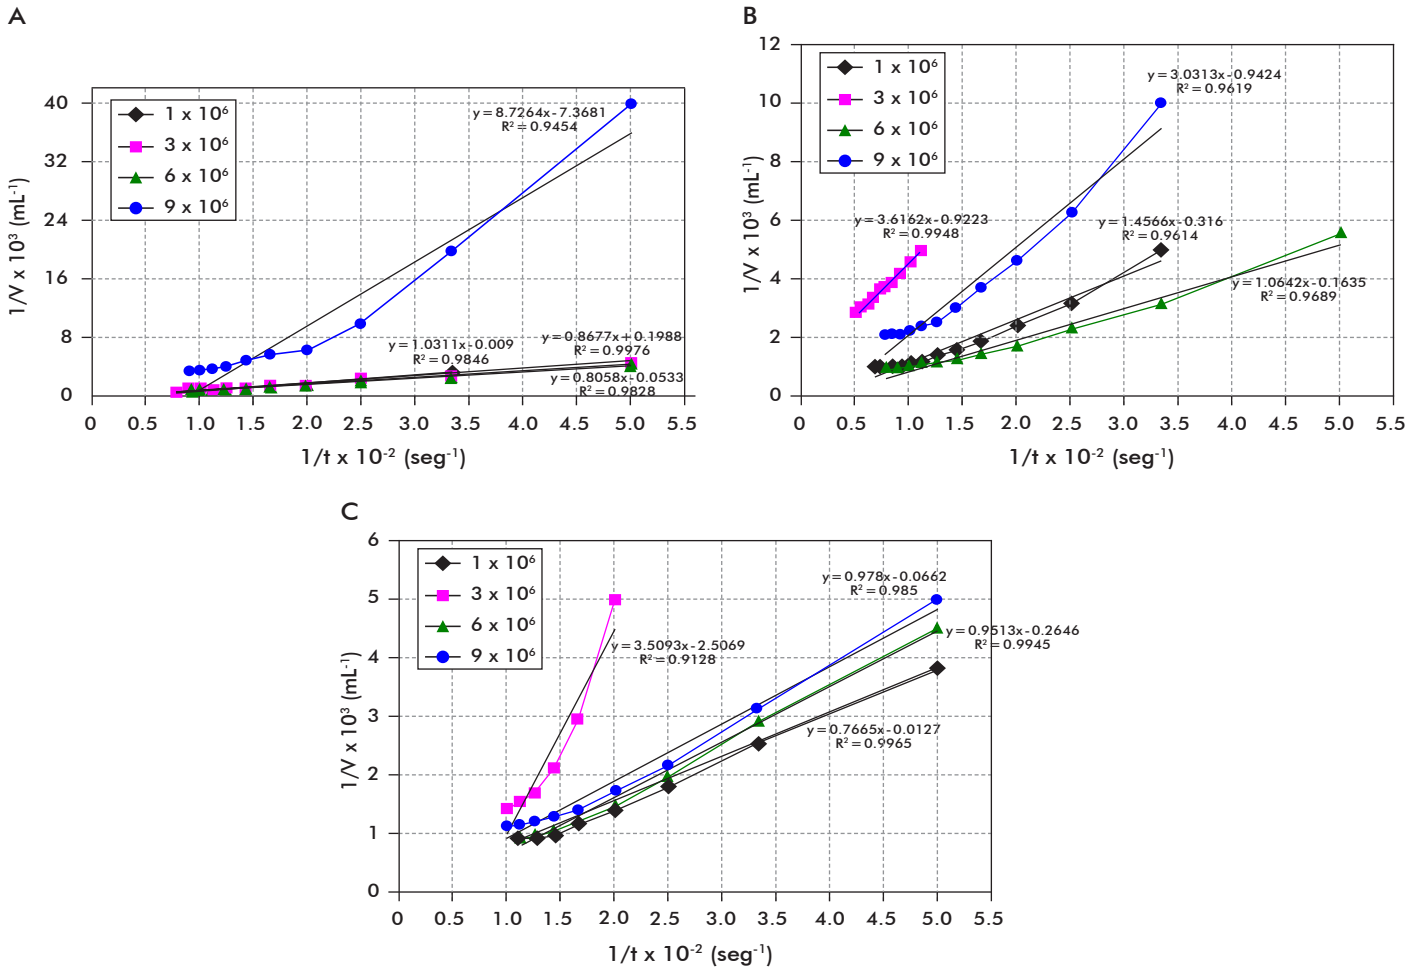 A
40
32
24
16
8
0
1/V x 10³ (mL⁻¹)
1 x 10⁶
3 x 10⁶
6 x 10⁶
9 x 10⁶
y=8.7264x-7.3681
R²=0.9454
y=1.0311x-0.009
R²=0.9846
y=0.8677x+0.1988
R²=0.9976
y=0.8058x-0.0533
R²=0.9828
0 0.5 1.0 1.5 2.0 2.5 3.0 3.5 4.0 4.5 5.0 5.5
1/t x 10⁻² (seg⁻¹)
B
12
10
8
6
4
2
0
1/V x 10³ (mL⁻¹)
1 x 10⁶
3 x 10⁶
6 x 10⁶
9 x 10⁶
y=3.0313x-0.9424
R²=0.9619
y=3.6162x-0.9223
R²=0.9948
y=1.4566x-0.316
R²=0.9614
y=1.0642x-0.1635
R²=0.9689
0 0.5 1.0 1.5 2.0 2.5 3.0 3.5 4.0 4.5 5.0 5.5
1/t x 10⁻² (seg⁻¹)
C
6
5
4
3
2
1
0
1/V x 10³ (mL⁻¹)
1 x 10⁶
3 x 10⁶
6 x 10⁶
9 x 10⁶
y=0.978x-0.0662
R²=0.985
y=3.5093x-2.5069
R²=0.9128
y=0.9513x-0.2646
R²=0.9945
y=0.7665x-0.0127
R²=0.9965
0 0.5 1.0 1.5 2.0 2.5 3.0 3.5 4.0 4.5 5.0 5.5
1/t x 10⁻² (seg⁻¹)